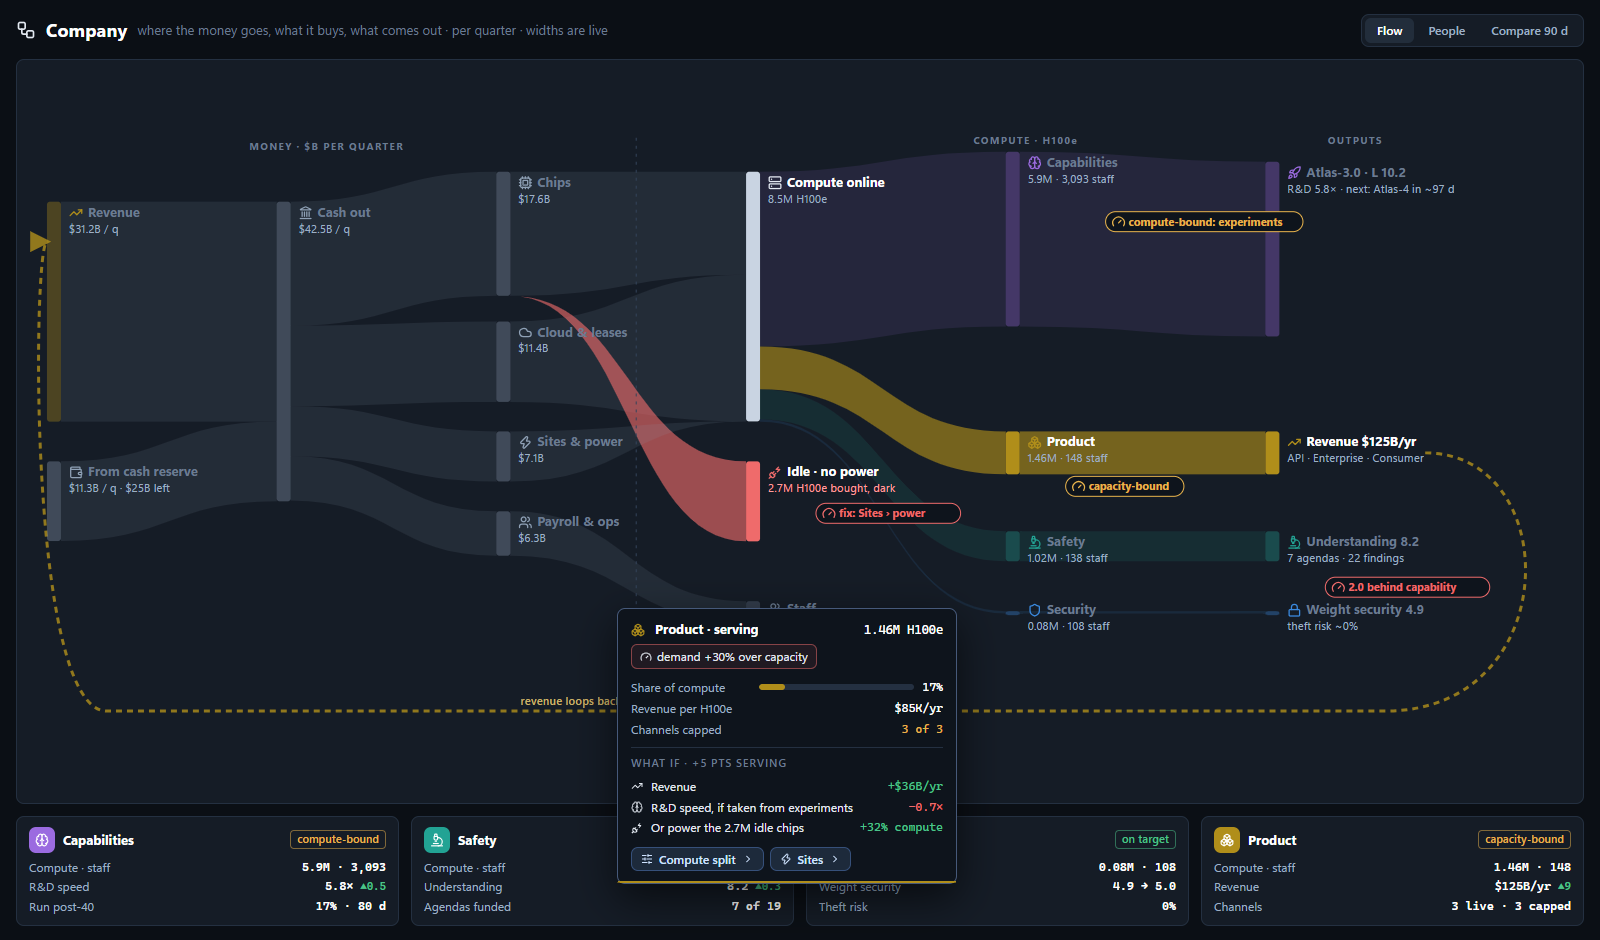 Company where the money goes, what it buys, what comes out · per quarter · widths are live
Flow People Compare 90 d
MONEY · $B PER QUARTER
COMPUTE · H100e
OUTPUTS
Revenue
$31.2B / q
From cash reserve
$11.3B / q · $25B left
Cash out
$42.5B / q
Chips
$17.6B
Cloud & leases
$11.4B
Sites & power
$7.1B
Payroll & ops
$6.3B
Compute online
8.5M H100e
Idle · no power
2.7M H100e bought, dark
fix: Sites › power
Staff
Capabilities
5.9M · 3,093 staff
compute-bound: experiments
Product
1.46M · 148 staff
capacity-bound
Safety
1.02M · 138 staff
Security
0.08M · 108 staff
Atlas-3.0 · L 10.2
R&D 5.8× · next: Atlas-4 in ~97 d
Revenue $125B/yr
API · Enterprise · Consumer
Understanding 8.2
7 agendas · 22 findings
2.0 behind capability
Weight security 4.9
theft risk ~0%
revenue loops back
Product · serving 1.46M H100e
demand +30% over capacity
Share of compute 17%
Revenue per H100e $85K/yr
Channels capped 3 of 3
WHAT IF · +5 PTS SERVING
Revenue +$36B/yr
R&D speed, if taken from experiments −0.7×
Or power the 2.7M idle chips +32% compute
Compute split › Sites ›
Capabilities compute-bound
Compute · staff 5.9M · 3,093
R&D speed 5.8× ▲0.5
Run post-40 17% · 80 d
Safety
Compute · staff
Understanding 8.2 ▲0.3
Agendas funded 7 of 19
on target
0.08M · 108
Weight security 4.9 → 5.0
Theft risk 0%
Product capacity-bound
Compute · staff 1.46M · 148
Revenue $125B/yr ▲9
Channels 3 live · 3 capped